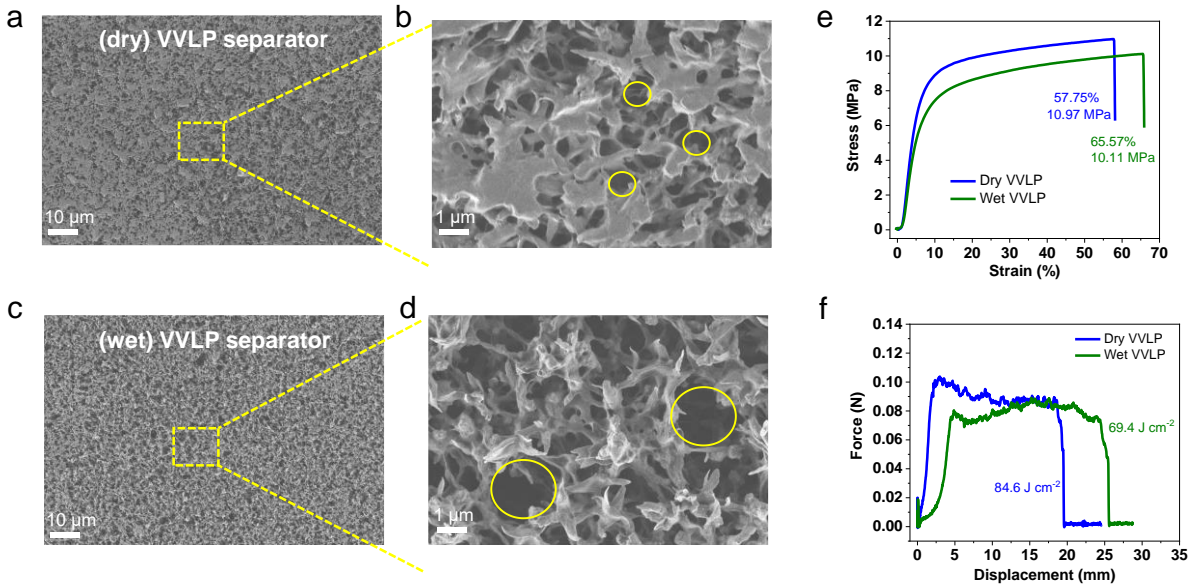 a
(dry) VVLP separator
10 µm
b
1 µm
e
Stress (MPa)
12
10
8
6
4
2
0
57.75%
10.97 MPa
65.57%
10.11 MPa
Dry VVLP
Wet VVLP
0 10 20 30 40 50 60 70
Strain (%)
c
(wet) VVLP separator
10 µm
d
1 µm
f
Force (N)
0.14
0.12
0.10
0.08
0.06
0.04
0.02
0.00
Dry VVLP
Wet VVLP
69.4 J cm⁻²
84.6 J cm⁻²
0 5 10 15 20 25 30 35
Displacement (mm)